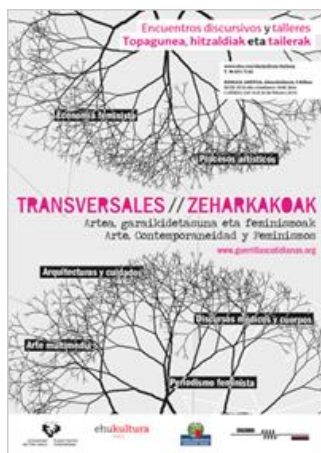 Encuentros discursivos y talleres
Topagunea, hitzaldiak eta tailerak
Economía feminista
Procesos artísticos
TRANSVERSALES // ZEHARKAKOAK
Artea, garaikidetasuna eta feminismoak
Arte, Contemporaneidad y Feminismos
www.guerrillascotidianas.org
Arquitecturas y cuidados
Discursos médicos y cuerpos
Arte multimedia
Periodismo feminista
ehukultura